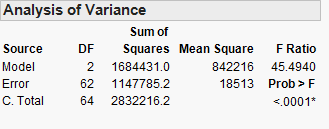 Analysis of Variance
Sum of
Source DF Squares Mean Square F Ratio
Model 2 1684431.0 842216 45.4940
Error 62 1147785.2 18513 Prob > F
C. Total 64 2832216.2 <.0001*